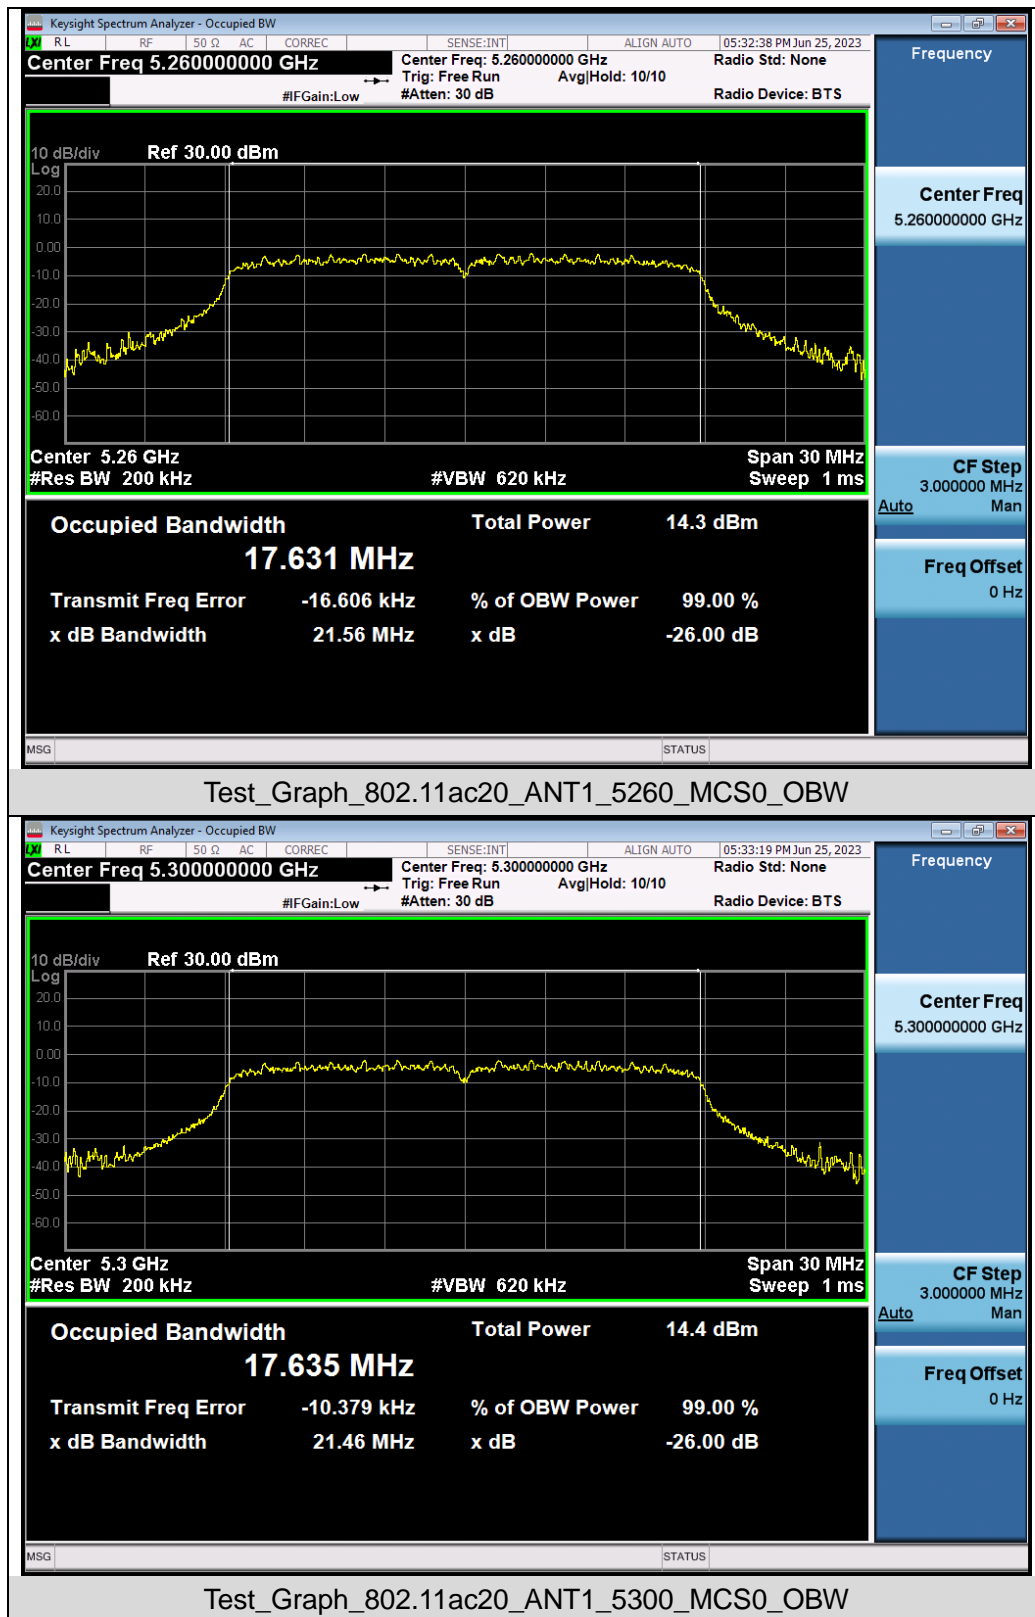 Keysight Spectrum Analyzer - Occupied BW
LXI RL RF 50 Ω AC CORREC SENSE:INT ALIGN AUTO 05:32:38 PM Jun 25, 2023
Center Freq 5.260000000 GHz
Center Freq: 5.260000000 GHz Radio Std: None
Trig: Free Run Avg|Hold: 10/10
#IFGain:Low #Atten: 30 dB Radio Device: BTS
10 dB/div Ref 30.00 dBm
Log
20.0
10.0
0.00
-10.0
-20.0
-30.0
-40.0
-50.0
-60.0
Center 5.26 GHz Span 30 MHz
#Res BW 200 kHz #VBW 620 kHz Sweep 1 ms
Occupied Bandwidth Total Power 14.3 dBm
17.631 MHz
Transmit Freq Error -16.606 kHz % of OBW Power 99.00 %
x dB Bandwidth 21.56 MHz x dB -26.00 dB
MSG STATUS
Frequency
Center Freq
5.260000000 GHz
CF Step
3.000000 MHz
Auto Man
Freq Offset
0 Hz
Test_Graph_802.11ac20_ANT1_5260_MCS0_OBW
Keysight Spectrum Analyzer - Occupied BW
LXI RL RF 50 Ω AC CORREC SENSE:INT ALIGN AUTO 05:33:19 PM Jun 25, 2023
Center Freq 5.300000000 GHz
Center Freq: 5.300000000 GHz Radio Std: None
Trig: Free Run Avg|Hold: 10/10
#IFGain:Low #Atten: 30 dB Radio Device: BTS
10 dB/div Ref 30.00 dBm
Log
20.0
10.0
0.00
-10.0
-20.0
-30.0
-40.0
-50.0
-60.0
Center 5.3 GHz Span 30 MHz
#Res BW 200 kHz #VBW 620 kHz Sweep 1 ms
Occupied Bandwidth Total Power 14.4 dBm
17.635 MHz
Transmit Freq Error -10.379 kHz % of OBW Power 99.00 %
x dB Bandwidth 21.46 MHz x dB -26.00 dB
MSG STATUS
Frequency
Center Freq
5.300000000 GHz
CF Step
3.000000 MHz
Auto Man
Freq Offset
0 Hz
Test_Graph_802.11ac20_ANT1_5300_MCS0_OBW